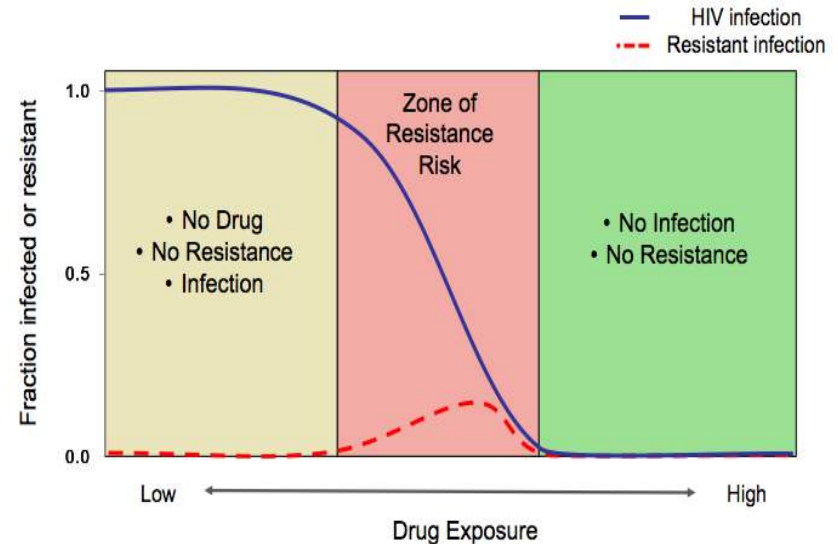 HIV infection
Resistant infection
Fraction infected or resistant
1.0
0.5
0.0
• No Drug
• No Resistance
• Infection
Zone of
Resistance
Risk
• No Infection
• No Resistance
Low
High
Drug Exposure